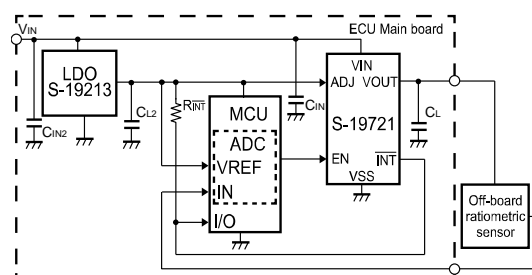 VIN
ECU Main board
LDO
S-19213
CIN2
CL2
RINT
MCU
ADC
VREF
IN
I/O
CIN
VIN
ADJ VOUT
S-19721
EN INT
VSS
CL
Off-board
ratiometric
sensor